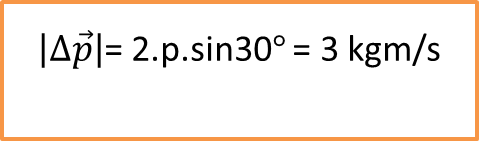 |Δp⃗|= 2.p.sin30° = 3 kgm/s